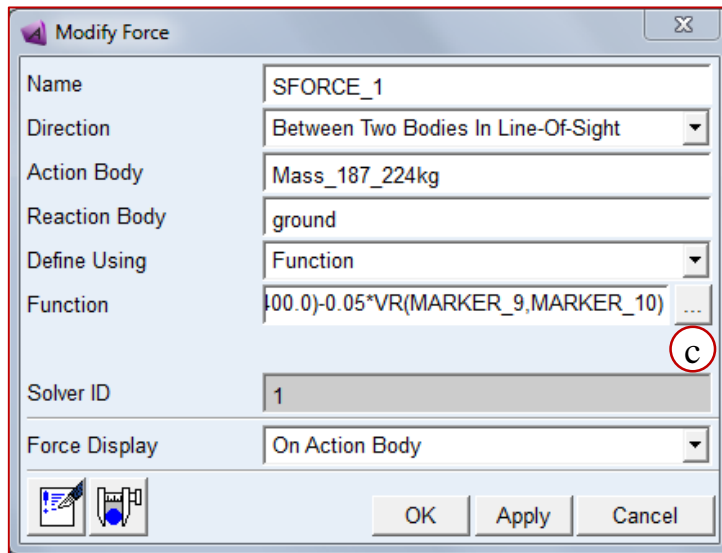 Modify Force
Name SFORCE_1
Direction Between Two Bodies In Line-Of-Sight
Action Body Mass_187_224kg
Reaction Body ground
Define Using Function
Function 400.0)-0.05*VR(MARKER_9,MARKER_10) ...
c
Solver ID 1
Force Display On Action Body
OK Apply Cancel